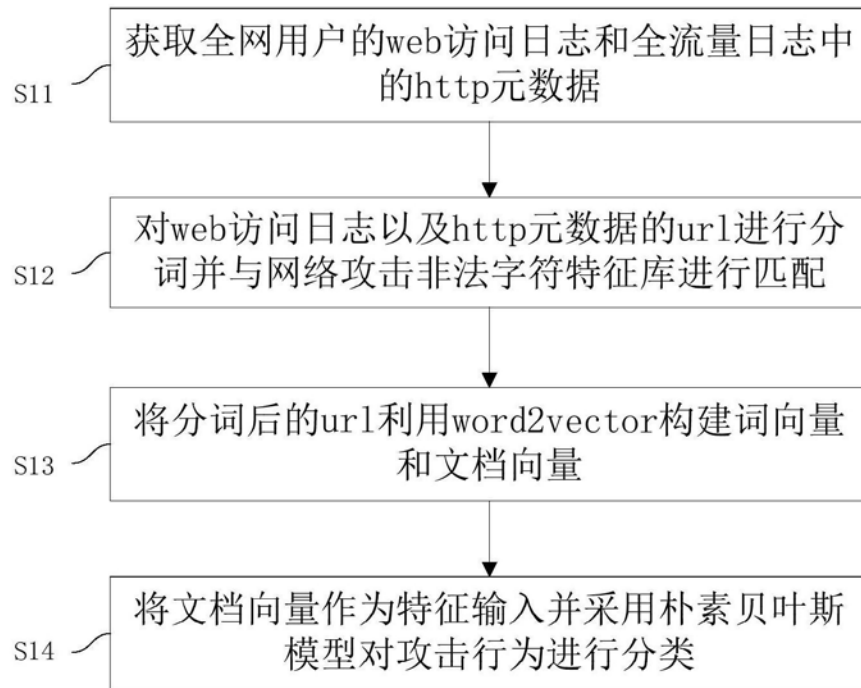 获取全网用户的web访问日志和全流量日志中
的http元数据
S11
对web访问日志以及http元数据的url进行分
词并与网络攻击非法字符特征库进行匹配
S12
将分词后的url利用word2vector构建词向量
和文档向量
S13
将文档向量作为特征输入并采用朴素贝叶斯
模型对攻击行为进行分类
S14